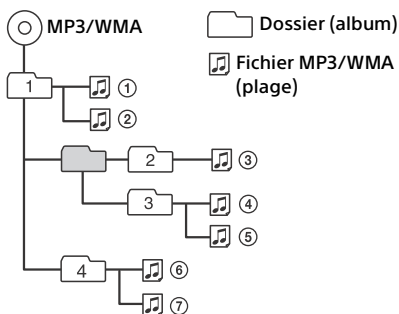 MP3/WMA
Dossier (album)
Fichier MP3/WMA
(plage)
1
①
②
2
③
3
④
⑤
4
⑥
⑦